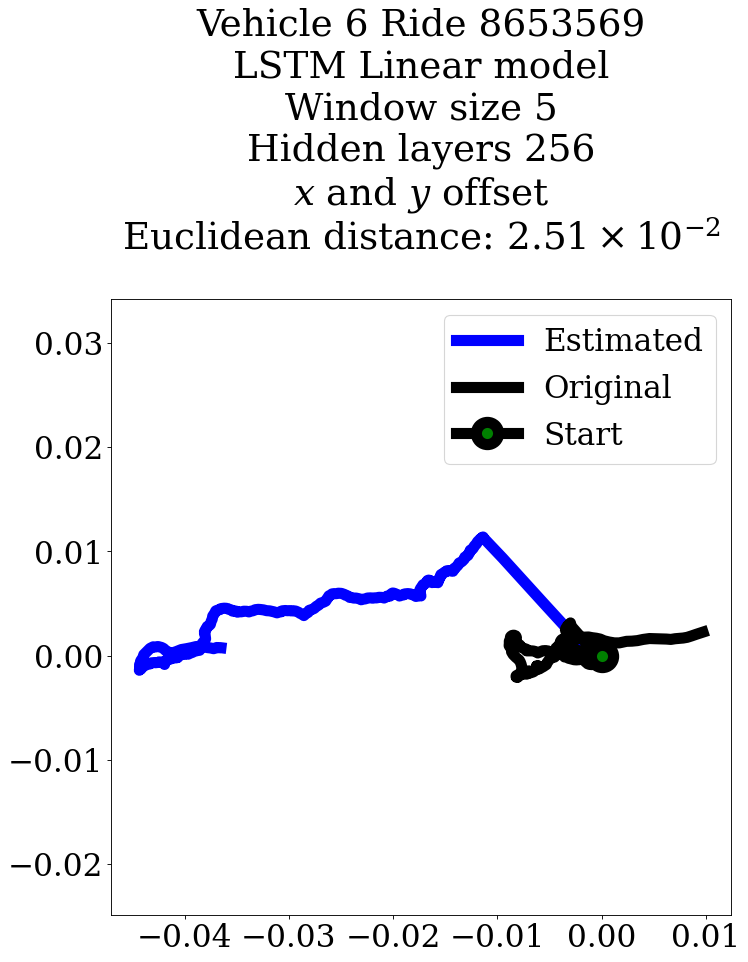 Vehicle 6 Ride 8653569
LSTM Linear model
Window size 5
Hidden layers 256
x and y offset
Euclidean distance: 2.51 × 10⁻²
Estimated
Original
Start
0.03
0.02
0.01
0.00
−0.01
−0.02
−0.04 −0.03 −0.02 −0.01 0.00 0.01